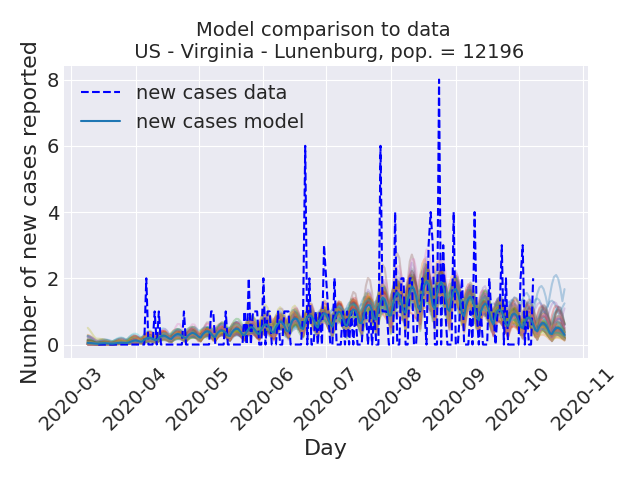 Model comparison to data
US - Virginia - Lunenburg, pop. = 12196
Number of new cases reported
8
6
4
2
0
new cases data
new cases model
2020-03
2020-04
2020-05
2020-06
2020-07
2020-08
2020-09
2020-10
2020-11
Day